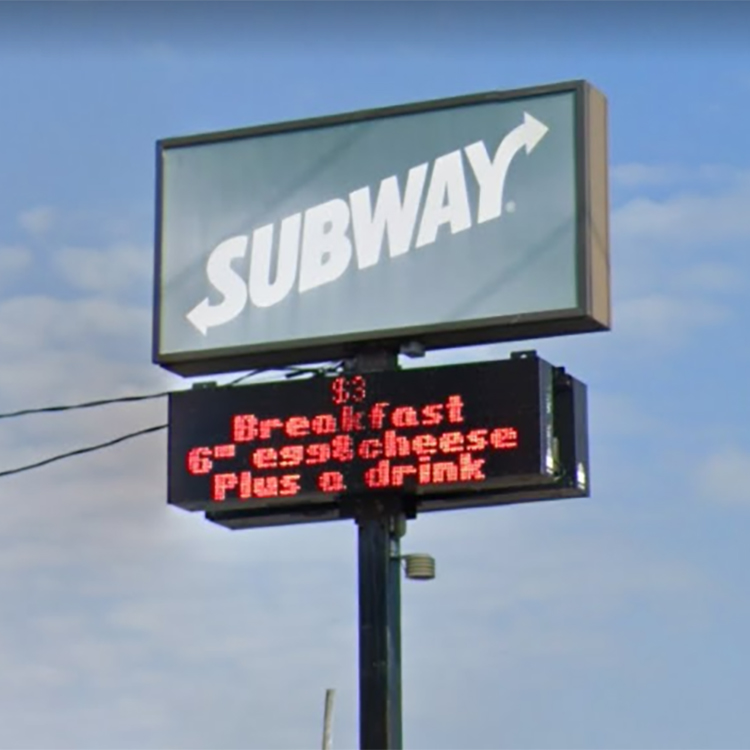 SUBWAY
$3
Breakfast
6" egg&cheese
Plus a drink